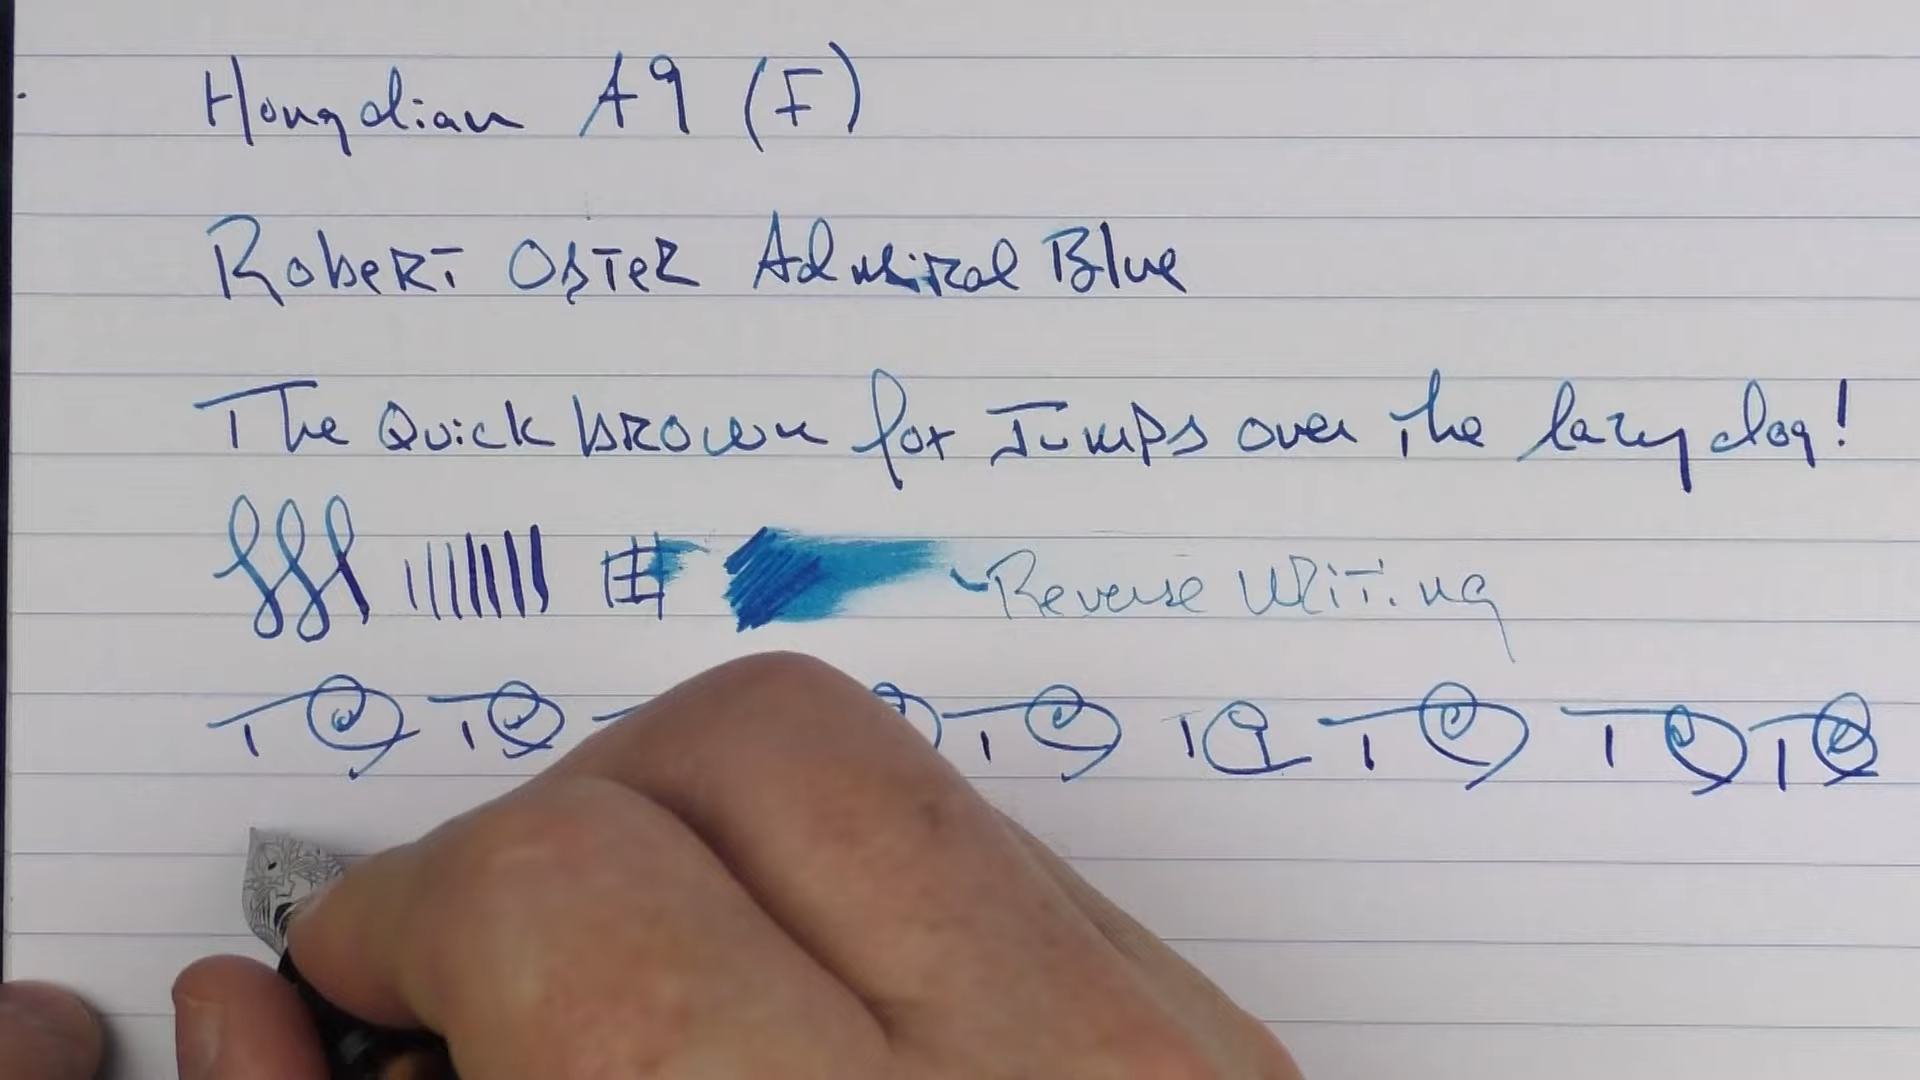 Hongdian A9 (F)
Robert Oster Admiral Blue
The Quick brown fox Jumps over the lazy dog!
Reverse Writing